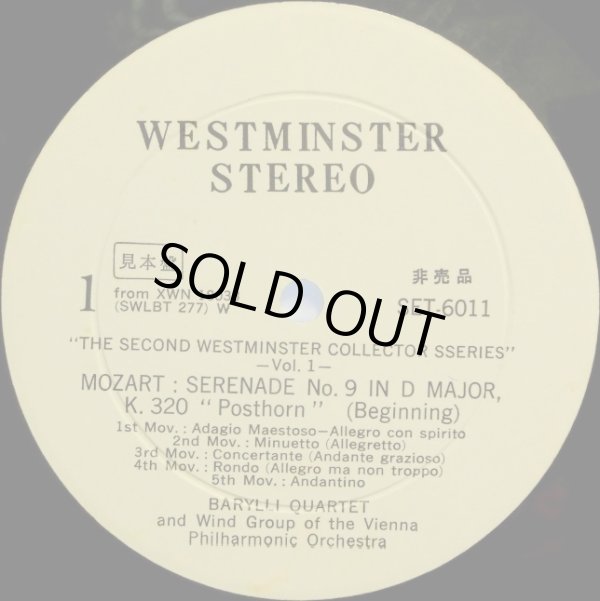 WESTMINSTER
STEREO
見本盤
非売品
1
from XWN
(SWLBT 277) W
SET-6011
SOLD OUT
"THE SECOND WESTMINSTER COLLECTOR SSERIES"
—Vol. 1—
MOZART : SERENADE No. 9 IN D MAJOR,
K. 320 "Posthorn" (Beginning)
1st Mov. : Adagio Maestoso—Allegro con spirito
2nd Mov. : Minuetto (Allegretto)
3rd Mov. : Concertante (Andante grazioso)
4th Mov. : Rondo (Allegro ma non troppo)
5th Mov. : Andantino
BARYLLI QUARTET
and Wind Group of the Vienna
Philharmonic Orchestra